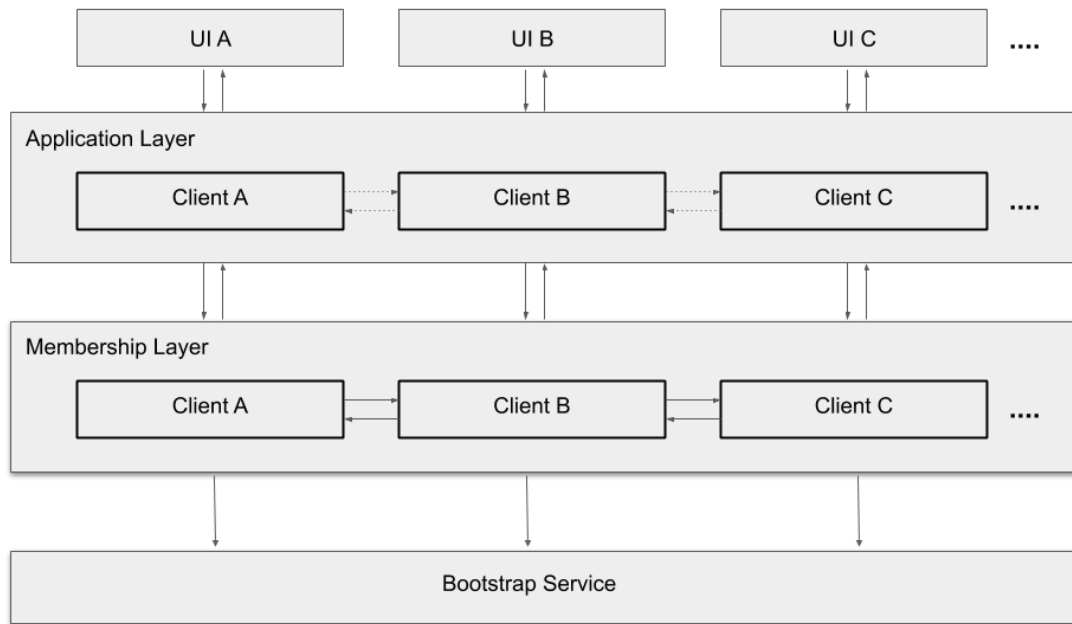 UI A
UI B
UI C
....
Application Layer
Client A
Client B
Client C
....
Membership Layer
Client A
Client B
Client C
....
Bootstrap Service